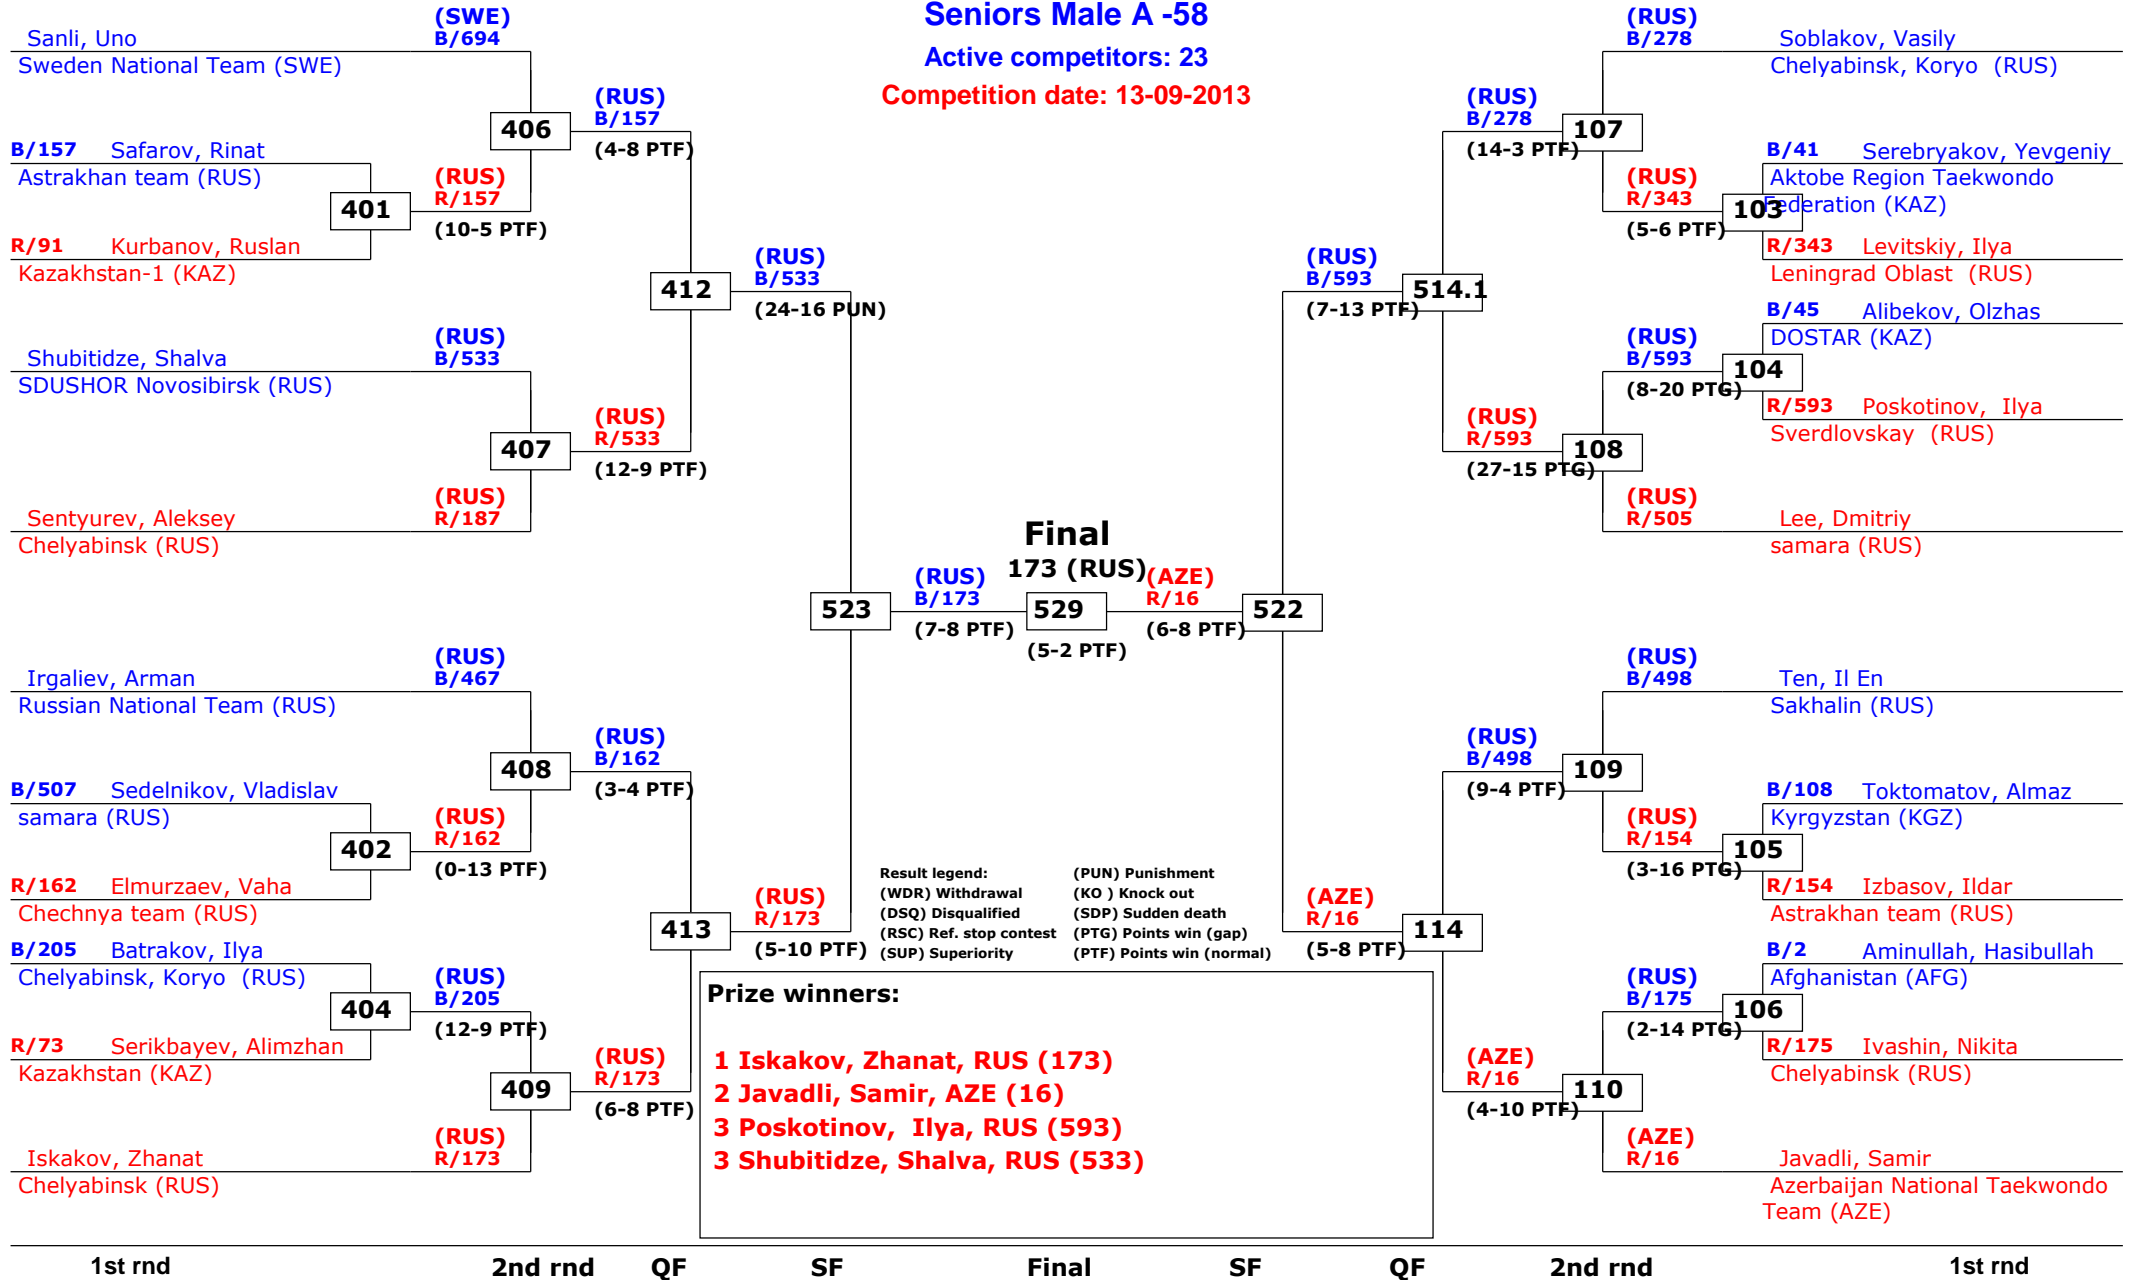 Seniors Male A -58
Active competitors: 23
Competition date: 13-09-2013
Sanli, Uno
Sweden National Team (SWE)
(SWE)
B/694
B/157 Safarov, Rinat
Astrakhan team (RUS)
401
R/91 Kurbanov, Ruslan
Kazakhstan-1 (KAZ)
(RUS)
R/157
(10-5 PTF)
406
(RUS)
B/157
(4-8 PTF)
Shubitidze, Shalva
SDUSHOR Novosibirsk (RUS)
(RUS)
B/533
407
(RUS)
R/533
(12-9 PTF)
Sentyurev, Aleksey
Chelyabinsk (RUS)
(RUS)
R/187
412
(RUS)
B/533
(24-16 PUN)
Irgaliev, Arman
Russian National Team (RUS)
(RUS)
B/467
B/507 Sedelnikov, Vladislav
samara (RUS)
402
R/162 Elmurzaev, Vaha
Chechnya team (RUS)
(RUS)
R/162
(0-13 PTF)
408
(RUS)
B/162
(3-4 PTF)
B/205 Batrakov, Ilya
Chelyabinsk, Koryo (RUS)
404
R/73 Serikbayev, Alimzhan
Kazakhstan (KAZ)
(RUS)
B/205
(12-9 PTF)
409
(RUS)
R/173
(6-8 PTF)
Iskakov, Zhanat
Chelyabinsk (RUS)
(RUS)
R/173
413
(RUS)
R/173
(5-10 PTF)
523
(RUS)
B/173
(7-8 PTF)
Final
173 (RUS)
529
(5-2 PTF)
(AZE)
R/16
(6-8 PTF)
522
(RUS)
B/593
(7-13 PTF)
514.1
(RUS)
B/278
(14-3 PTF)
107
(RUS)
B/278
Soblakov, Vasily
Chelyabinsk, Koryo (RUS)
(RUS)
R/343
(5-6 PTF)
103
B/41 Serebryakov, Yevgeniy
Aktobe Region Taekwondo
Federation (KAZ)
R/343 Levitskiy, Ilya
Leningrad Oblast (RUS)
(RUS)
B/593
(8-20 PTG)
104
B/45 Alibekov, Olzhas
DOSTAR (KAZ)
R/593 Poskotinov, Ilya
Sverdlovskay (RUS)
(RUS)
R/593
(27-15 PTG)
108
(RUS)
R/505
Lee, Dmitriy
samara (RUS)
(RUS)
B/498
Ten, Il En
Sakhalin (RUS)
(RUS)
B/498
(9-4 PTF)
109
(RUS)
R/154
(3-16 PTG)
105
B/108 Toktomatov, Almaz
Kyrgyzstan (KGZ)
R/154 Izbasov, Ildar
Astrakhan team (RUS)
(AZE)
R/16
(5-8 PTF)
114
(RUS)
B/175
(2-14 PTG)
106
B/2 Aminullah, Hasibullah
Afghanistan (AFG)
R/175 Ivashin, Nikita
Chelyabinsk (RUS)
(AZE)
R/16
(4-10 PTF)
110
(AZE)
R/16
Javadli, Samir
Azerbaijan National Taekwondo
Team (AZE)
Result legend: (PUN) Punishment
(WDR) Withdrawal (KO ) Knock out
(DSQ) Disqualified (SDP) Sudden death
(RSC) Ref. stop contest (PTG) Points win (gap)
(SUP) Superiority (PTF) Points win (normal)
Prize winners:
1 Iskakov, Zhanat, RUS (173)
2 Javadli, Samir, AZE (16)
3 Poskotinov, Ilya, RUS (593)
3 Shubitidze, Shalva, RUS (533)
1st rnd 2nd rnd QF SF Final SF QF 2nd rnd 1st rnd